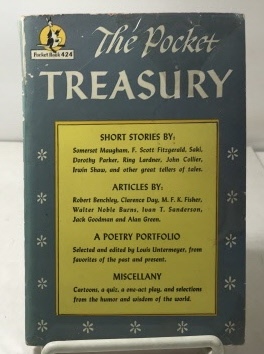 Pocket Book 424
The Pocket
TREASURY
SHORT STORIES BY:
Somerset Maugham, F. Scott Fitzgerald, Saki,
Dorothy Parker, Ring Lardner, John Collier,
Irwin Shaw, and other great tellers of tales.
ARTICLES BY:
Robert Benchley, Clarence Day, M. F. K. Fisher,
Walter Noble Burns, Ivan T. Sanderson,
Jack Goodman and Alan Green.
A POETRY PORTFOLIO
Selected and edited by Louis Untermeyer, from
favorites of the past and present.
MISCELLANY
Cartoons, a quiz, a one-act play, and selections
from the humor and wisdom of the world.